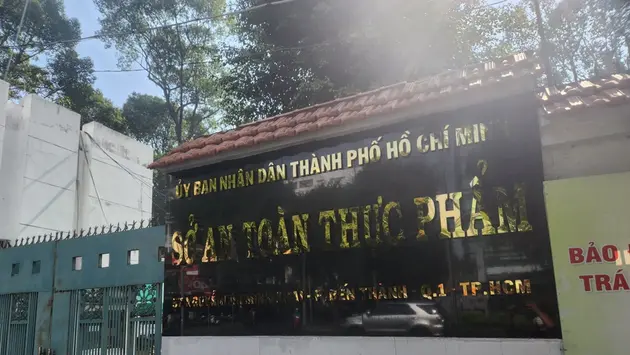 ỦY BAN NHÂN DÂN THÀNH PHỐ HỒ CHÍ MINH
SỞ AN TOÀN THỰC PHẨM
BẾN THÀNH - Q.1 - TP.HCM
BẢO
TRÁ